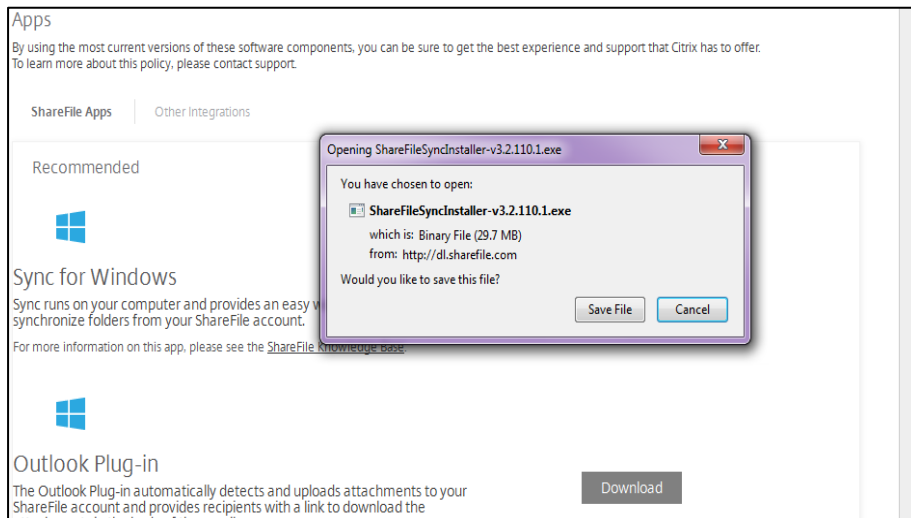 Apps
By using the most current versions of these software components, you can be sure to get the best experience and support that Citrix has to offer.
To learn more about this policy, please contact support.
ShareFile Apps
Other Integrations
Recommended
Opening ShareFileSyncInstaller-v3.2.110.1.exe
You have chosen to open:
ShareFileSyncInstaller-v3.2.110.1.exe
which is: Binary File (29.7 MB)
from: http://dl.sharefile.com
Would you like to save this file?
Save File
Cancel
Sync for Windows
Sync runs on your computer and provides an easy
synchronize folders from your ShareFile account.
For more information on this app, please see the ShareFile Knowledge Base.
Outlook Plug-in
The Outlook Plug-in automatically detects and uploads attachments to your
ShareFile account and provides recipients with a link to download the
Download